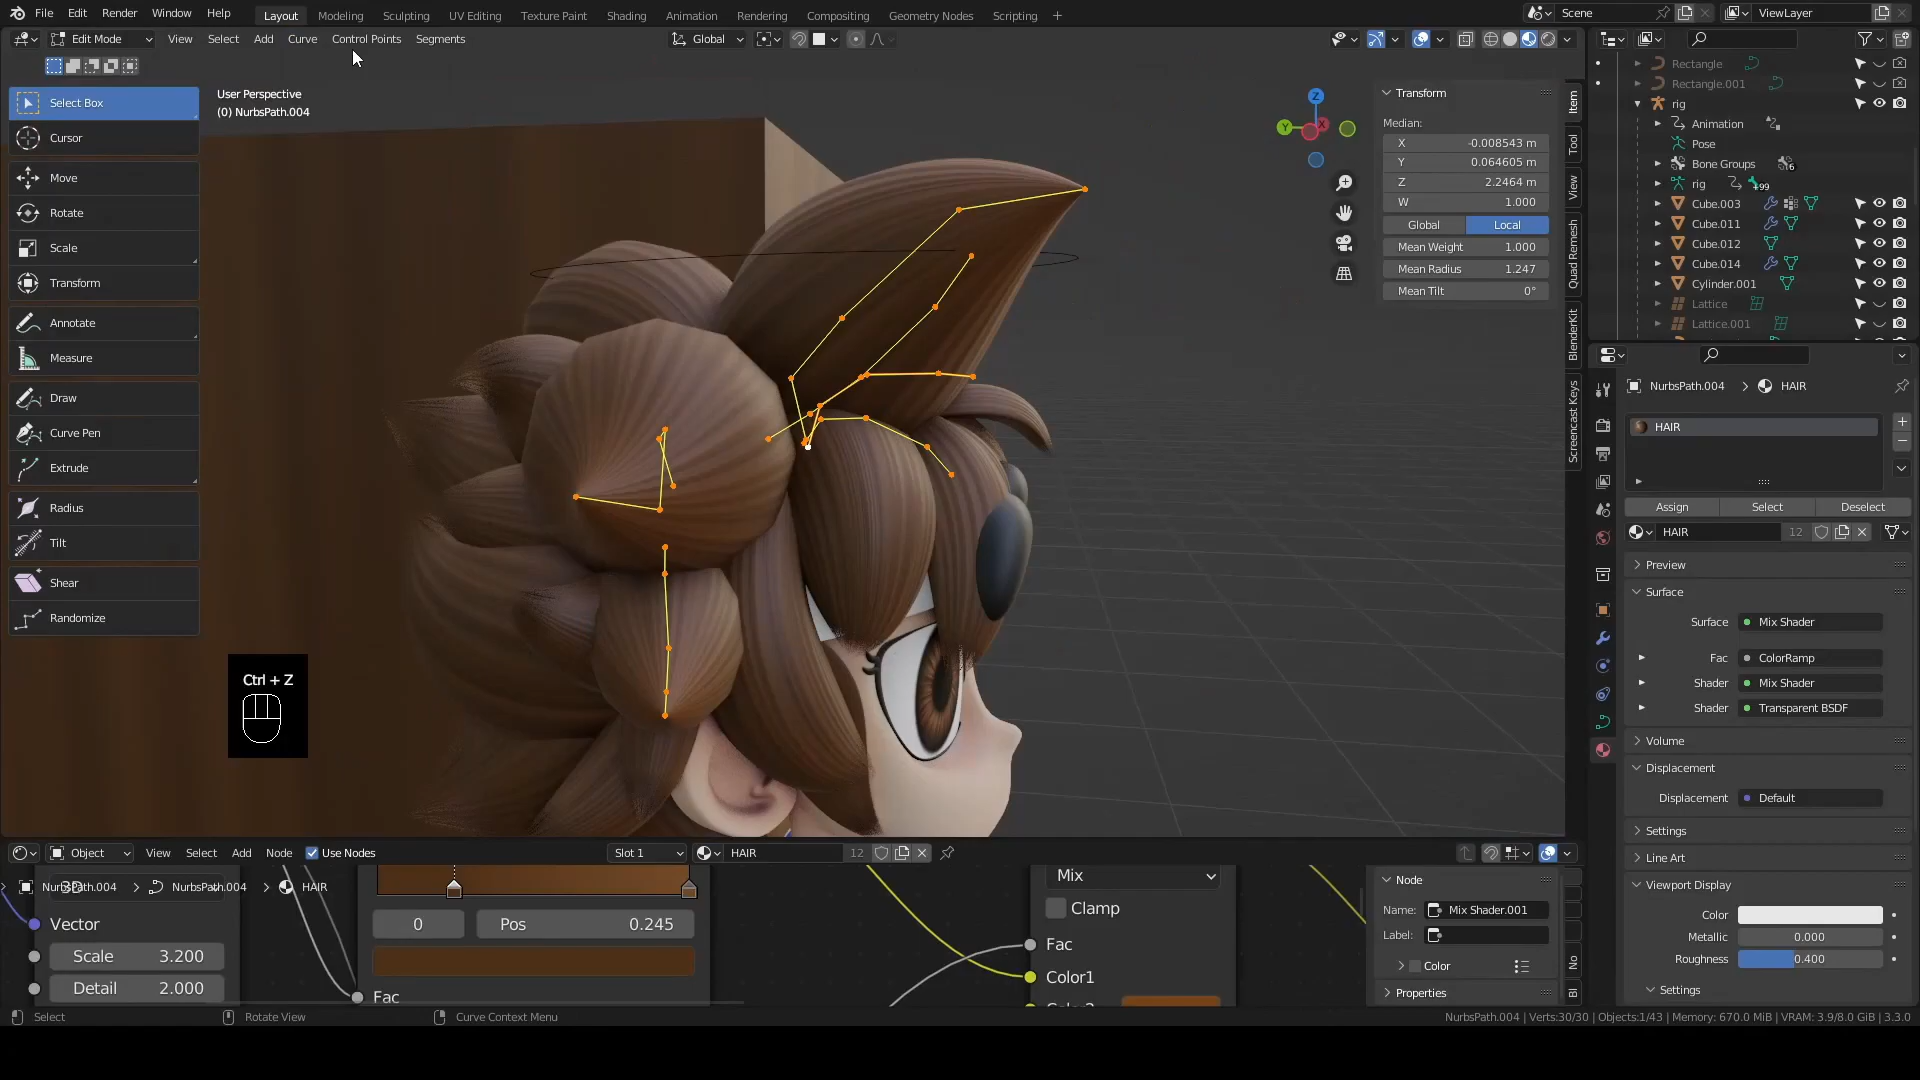 File Edit Render Window Help Layout Modeling Sculpting UV Editing Texture Paint Shading Animation Rendering Compositing Geometry Nodes Scripting + Scene ViewLayer
Edit Mode View Select Add Curve Control Points Segments Global
User Perspective
(0) NurbsPath.004
Select Box
Cursor
Move
Rotate
Scale
Transform
Annotate
Measure
Draw
Curve Pen
Extrude
Radius
Tilt
Shear
Randomize
Ctrl + Z
Z
Y
X
Transform
Median:
X -0.008543 m
Y 0.064605 m
Z 2.2464 m
W 1.000
Global Local
Mean Weight 1.000
Mean Radius 1.247
Mean Tilt 0°
Item
Tool
View
Quad Remesh
BlenderKit
Screencast Keys
Rectangle
Rectangle.001
rig
Animation
Pose
Bone Groups 16
rig +99
Cube.003
Cube.011
Cube.012
Cube.014
Cylinder.001
Lattice
Lattice.001
NurbsPath.004 > HAIR
HAIR
Assign Select Deselect
HAIR 12
Preview
Surface
Surface Mix Shader
Fac ColorRamp
Shader Mix Shader
Shader Transparent BSDF
Volume
Displacement
Displacement Default
Settings
Line Art
Viewport Display
Color
Metallic 0.000
Roughness 0.400
Settings
Object View Select Add Node Use Nodes Slot 1 HAIR 12
NurbsPath.004 > NurbsPath.004 > HAIR
Vector
Scale 3.200
Detail 2.000
0 Pos 0.245
Fac
Mix
Clamp
Fac
Color1
Node
Name: Mix Shader.001
Label:
Color
Properties
No
Bl
Select Rotate View Curve Context Menu NurbsPath.004 | Verts:30/30 | Objects:1/43 | Memory: 670.0 MiB | VRAM: 3.9/8.0 GiB | 3.3.0